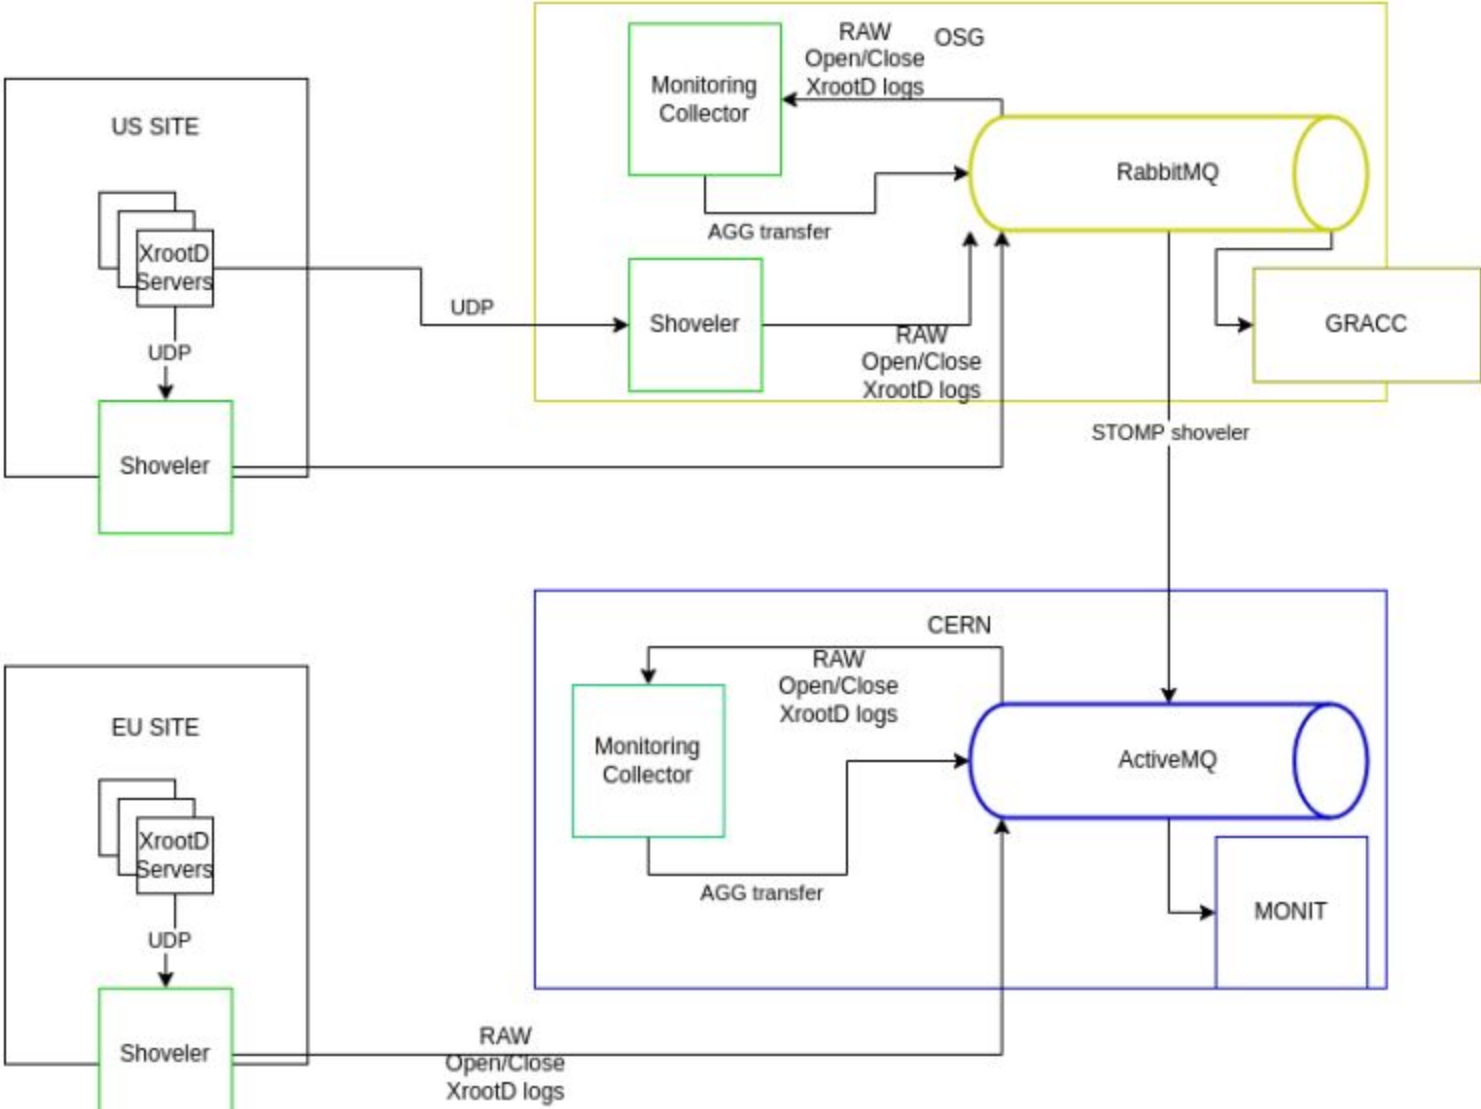 RAW
Open/Close
XrootD logs
OSG
Monitoring
Collector
US SITE
RabbitMQ
AGG transfer
XrootD
Servers
UDP
Shoveler
GRACC
RAW
Open/Close
XrootD logs
UDP
STOMP shoveler
Shoveler
CERN
RAW
Open/Close
XrootD logs
EU SITE
Monitoring
Collector
ActiveMQ
XrootD
Servers
AGG transfer
MONIT
UDP
RAW
Open/Close
XrootD logs
Shoveler